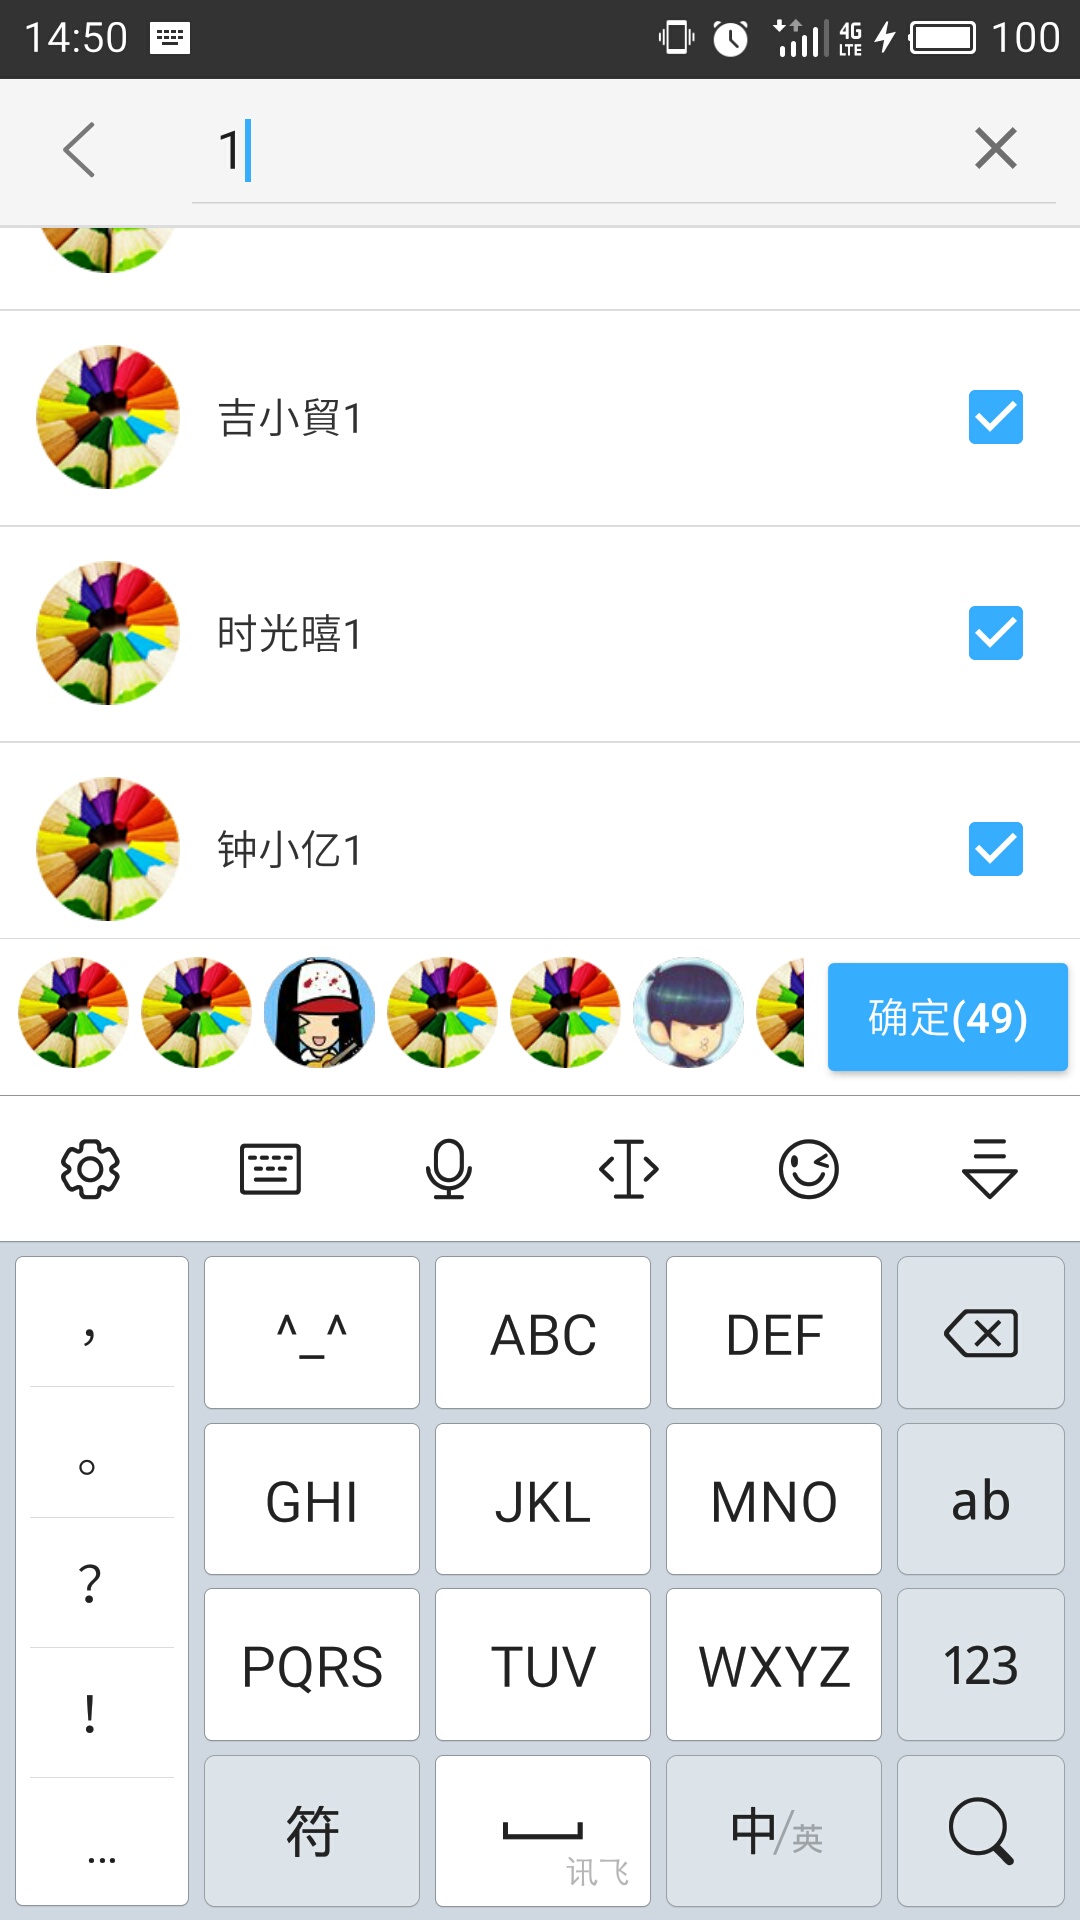 14:50
4G
LTE
100
1
吉小貿1
时光暿1
钟小亿1
确定(49)
，
^_^
ABC
DEF
。
GHI
JKL
MNO
ab
？
PQRS
TUV
WXYZ
123
！
...
符
讯飞
中/英